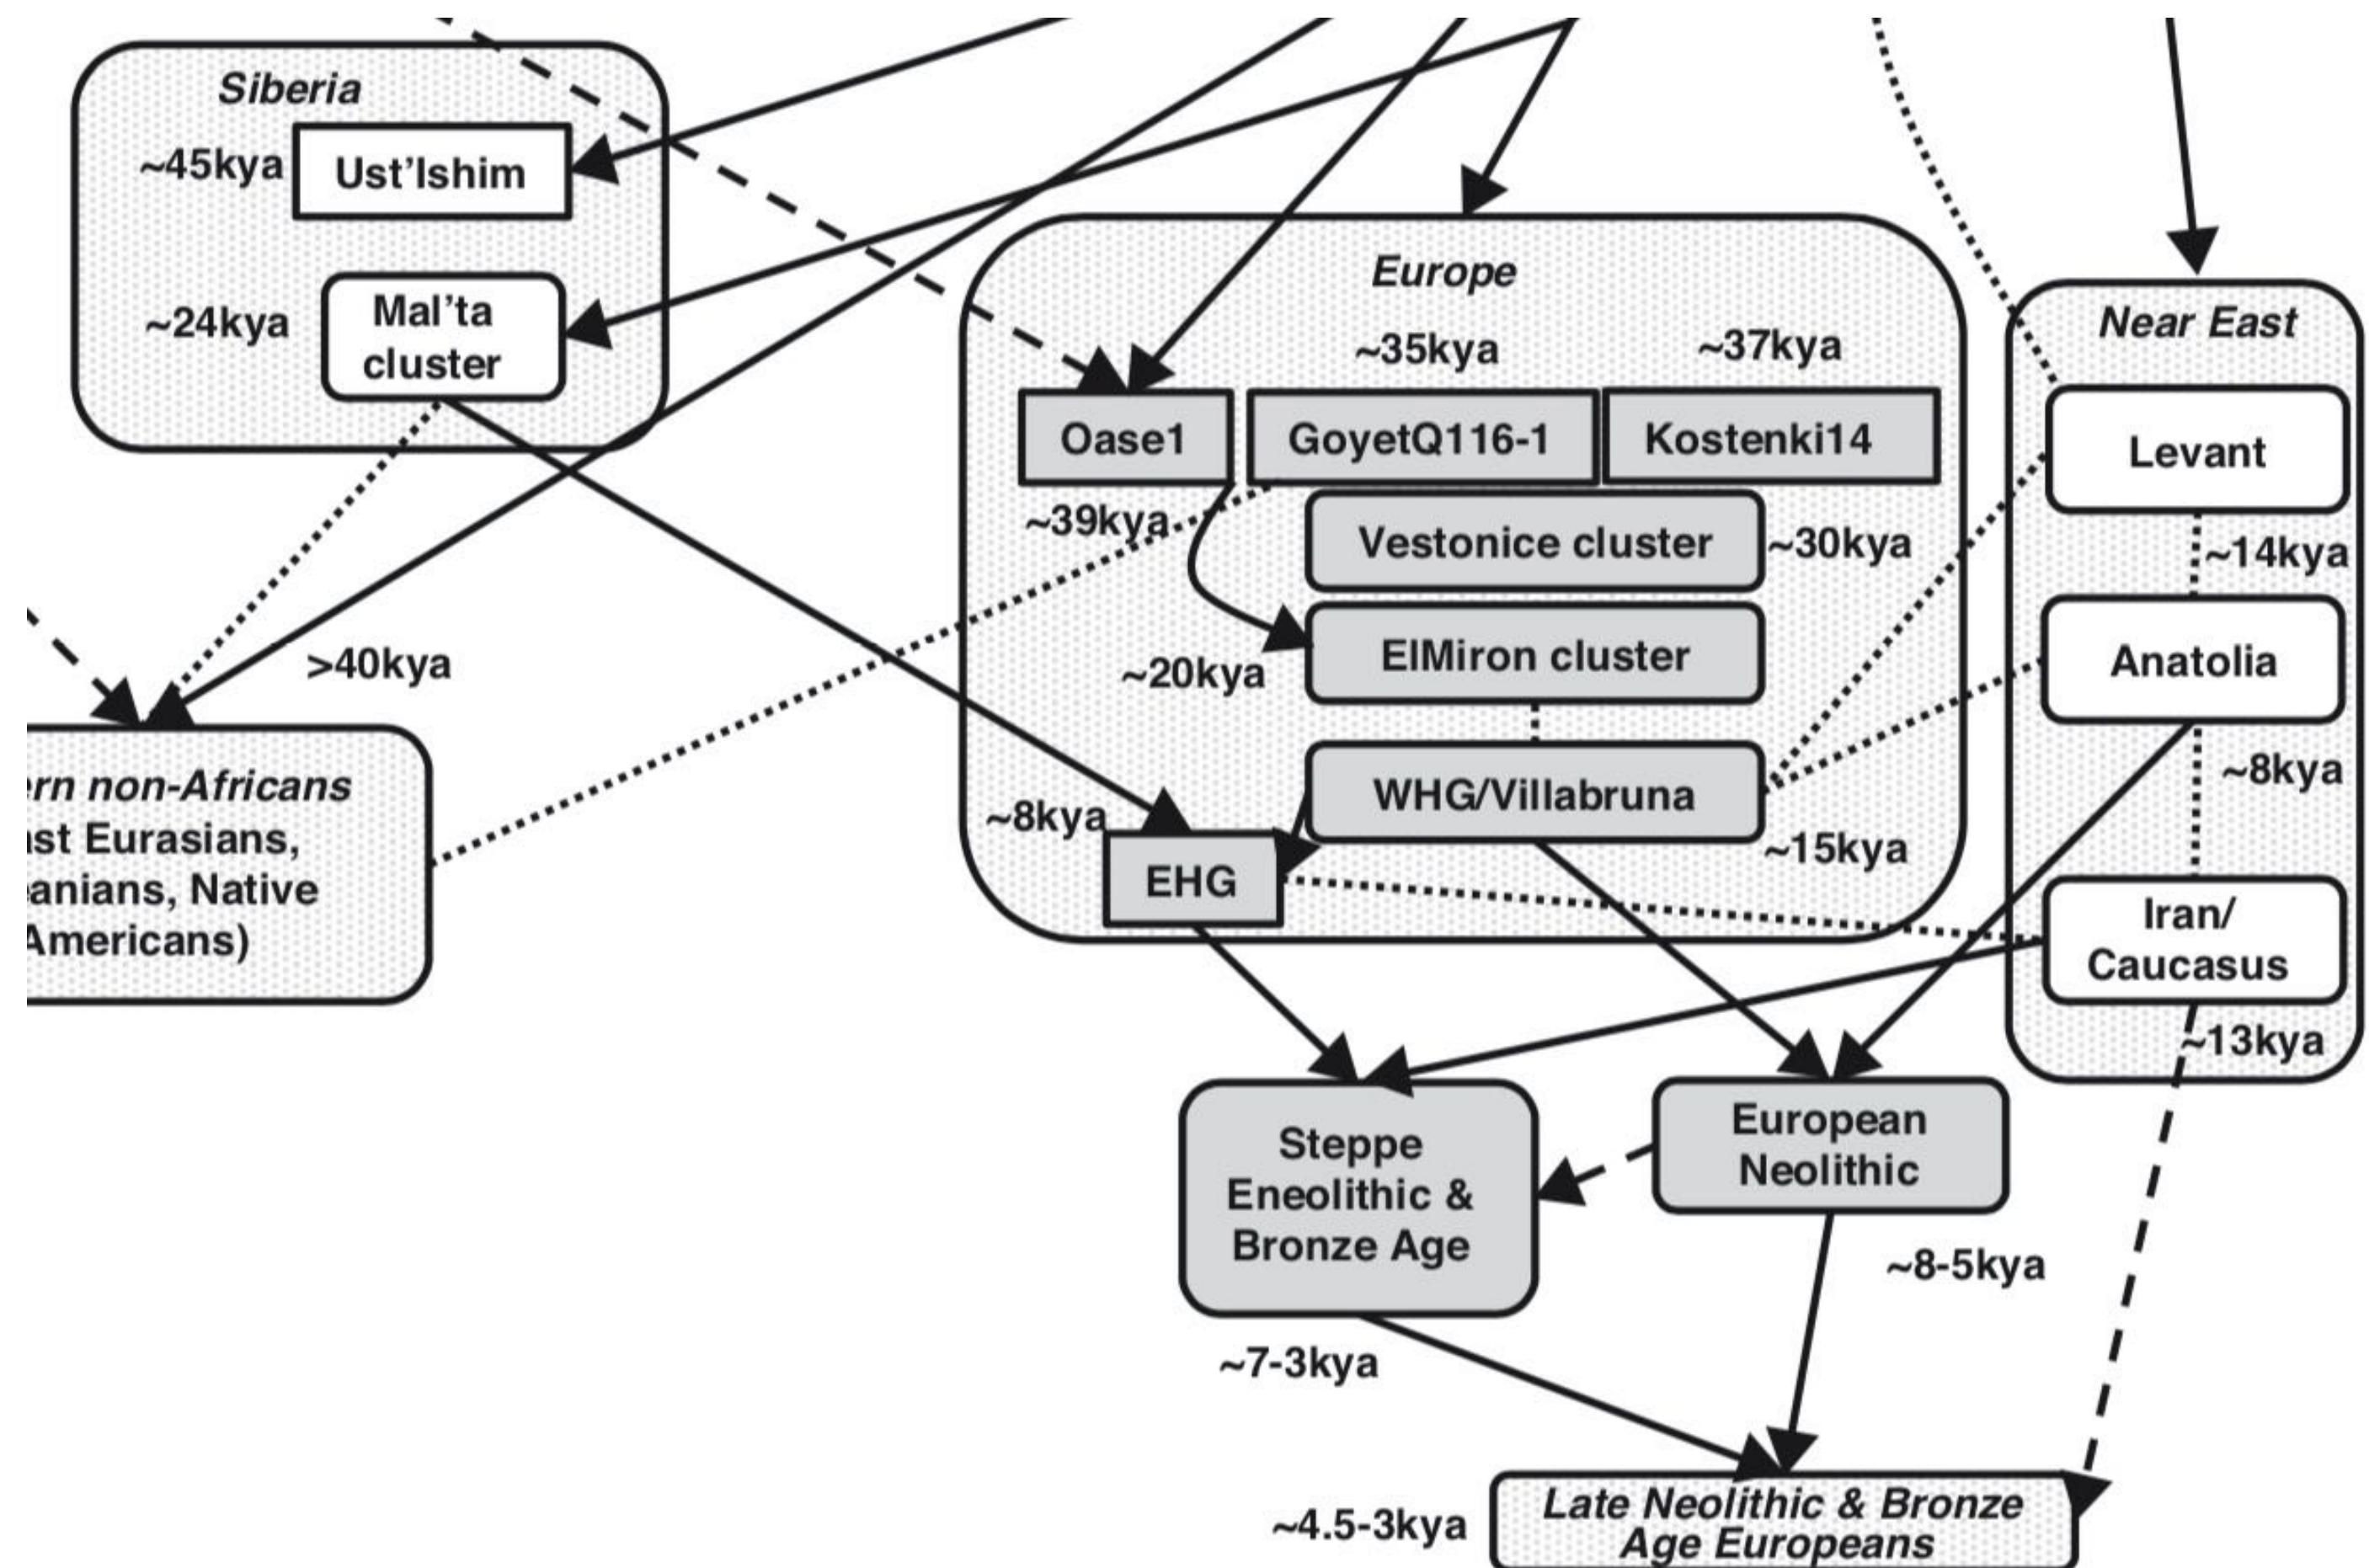 Siberia
~45kya
Ust'Ishim
~24kya
Mal'ta
cluster
Europe
~35kya
~37kya
Oase1
GoyetQ116-1
Kostenki14
~39kya
Vestonice cluster
~30kya
ElMiron cluster
~20kya
WHG/Villabruna
~8kya
~15kya
EHG
Near East
Levant
~14kya
Anatolia
~8kya
Iran/
Caucasus
~13kya
>40kya
ern non-Africans
ast Eurasians,
eanians, Native
Americans)
Steppe
Eneolithic &
Bronze Age
European
Neolithic
~8-5kya
~7-3kya
~4.5-3kya
Late Neolithic & Bronze
Age Europeans